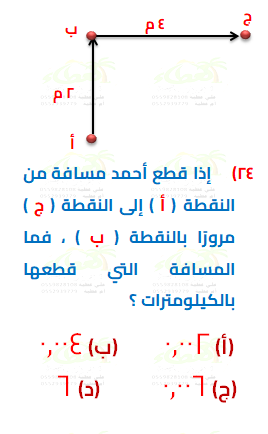 ج
٤ م
ب
٢ م
أ
٢٤) إذا قطع أحمد مسافة من
النقطة ( أ ) إلى النقطة ( ج )
مرورًا بالنقطة ( ب ) ، فما
المسافة التي قطعها
بالكيلومترات ؟
(أ) ٠,٠٠٢ (ب) ٠,٠٠٤
(ج) ٠,٠٠٦ (د) ٦